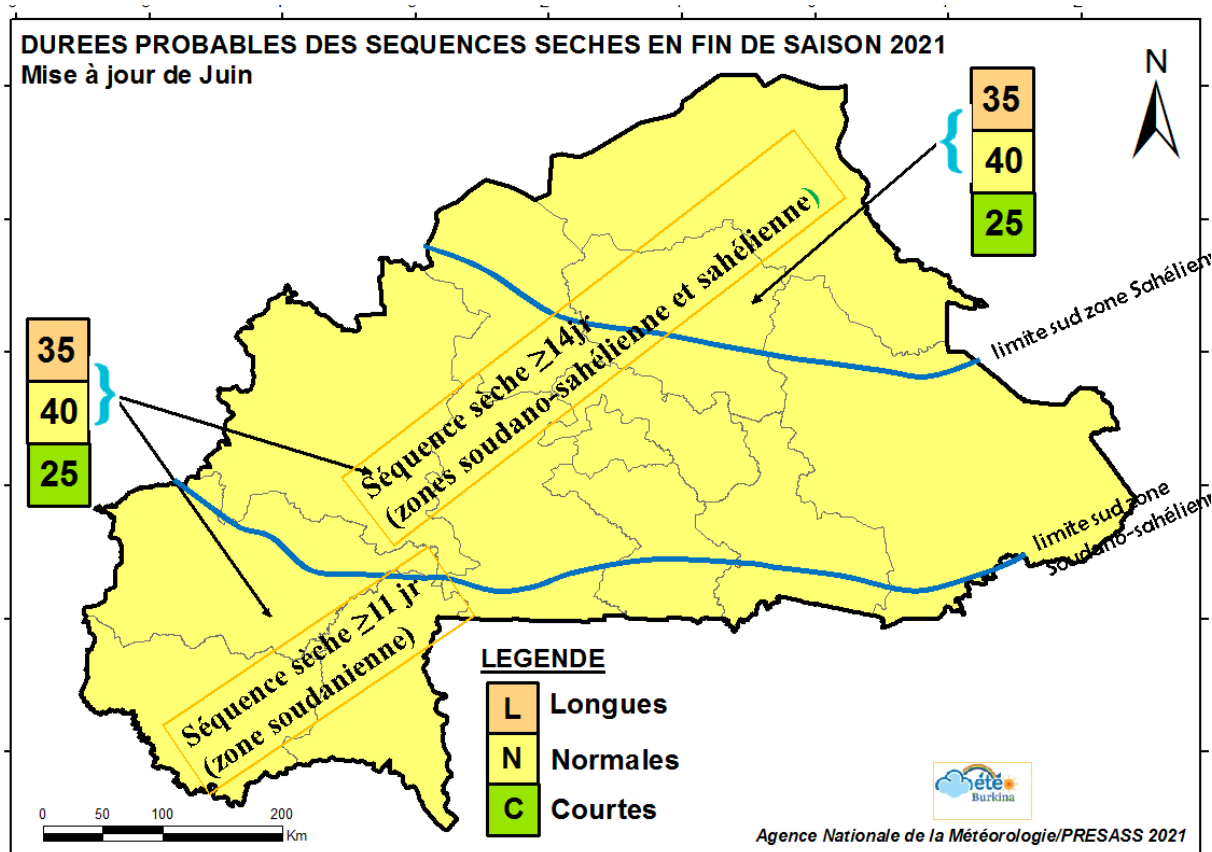 DUREES PROBABLES DES SEQUENCES SECHES EN FIN DE SAISON 2021
Mise à jour de Juin
N
35
40
25
35
40
25
Séquence sèche ≥14jr
(zones soudano-sahélienne et sahélienne)
limite sud zone Sahélienne
limite sud zone
Soudano-sahélienne
Séquence sèche ≥11 jr
(zone soudanienne)
LEGENDE
L Longues
N Normales
C Courtes
0 50 100 200
Km
été
Burkina
Agence Nationale de la Météorologie/PRESASS 2021